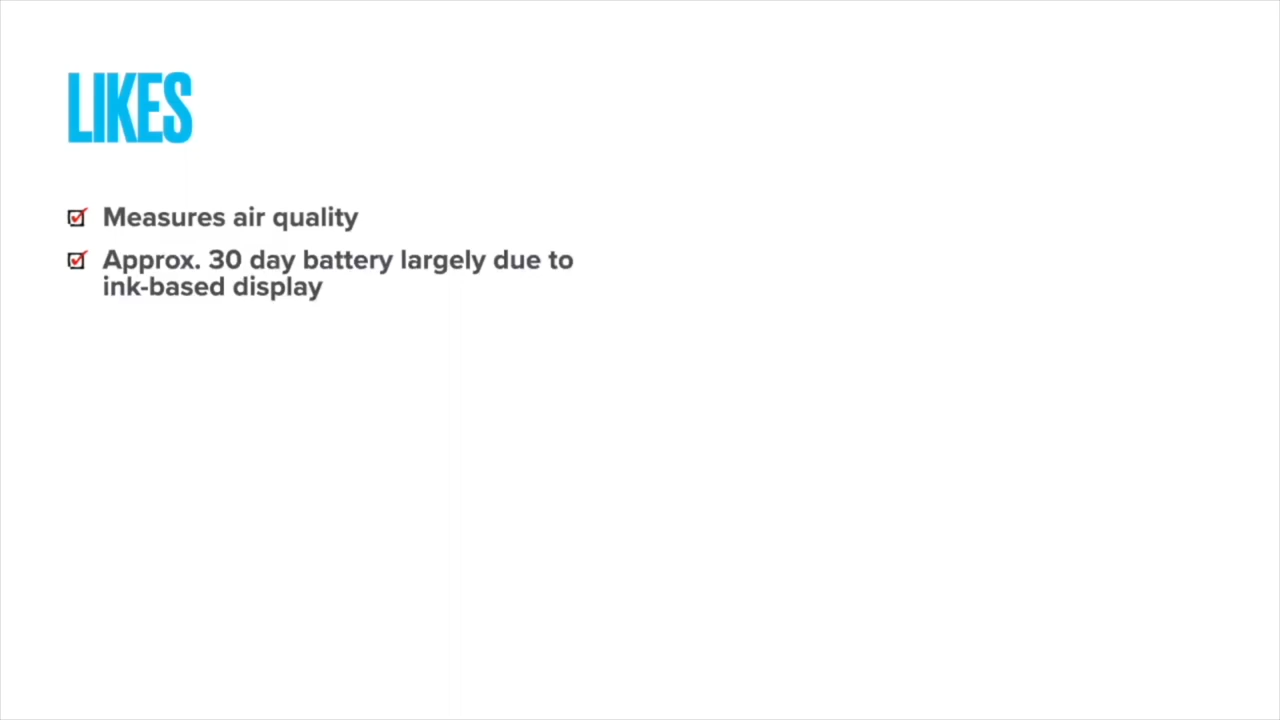 LIKES
Measures air quality
Approx. 30 day battery largely due to
ink-based display